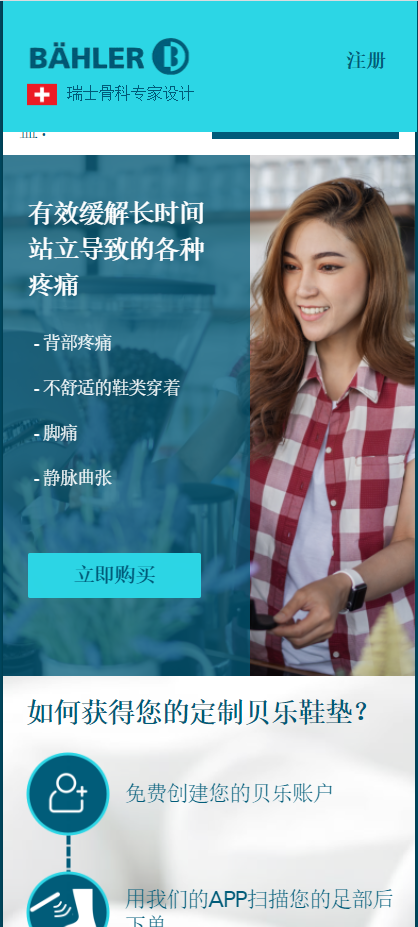 BÄHLER
注册
瑞士骨科专家设计
有效缓解长时间
站立导致的各种
疼痛
- 背部疼痛
- 不舒适的鞋类穿着
- 脚痛
- 静脉曲张
立即购买
如何获得您的定制贝乐鞋垫？
免费创建您的贝乐账户
用我们的APP扫描您的足部后
下单